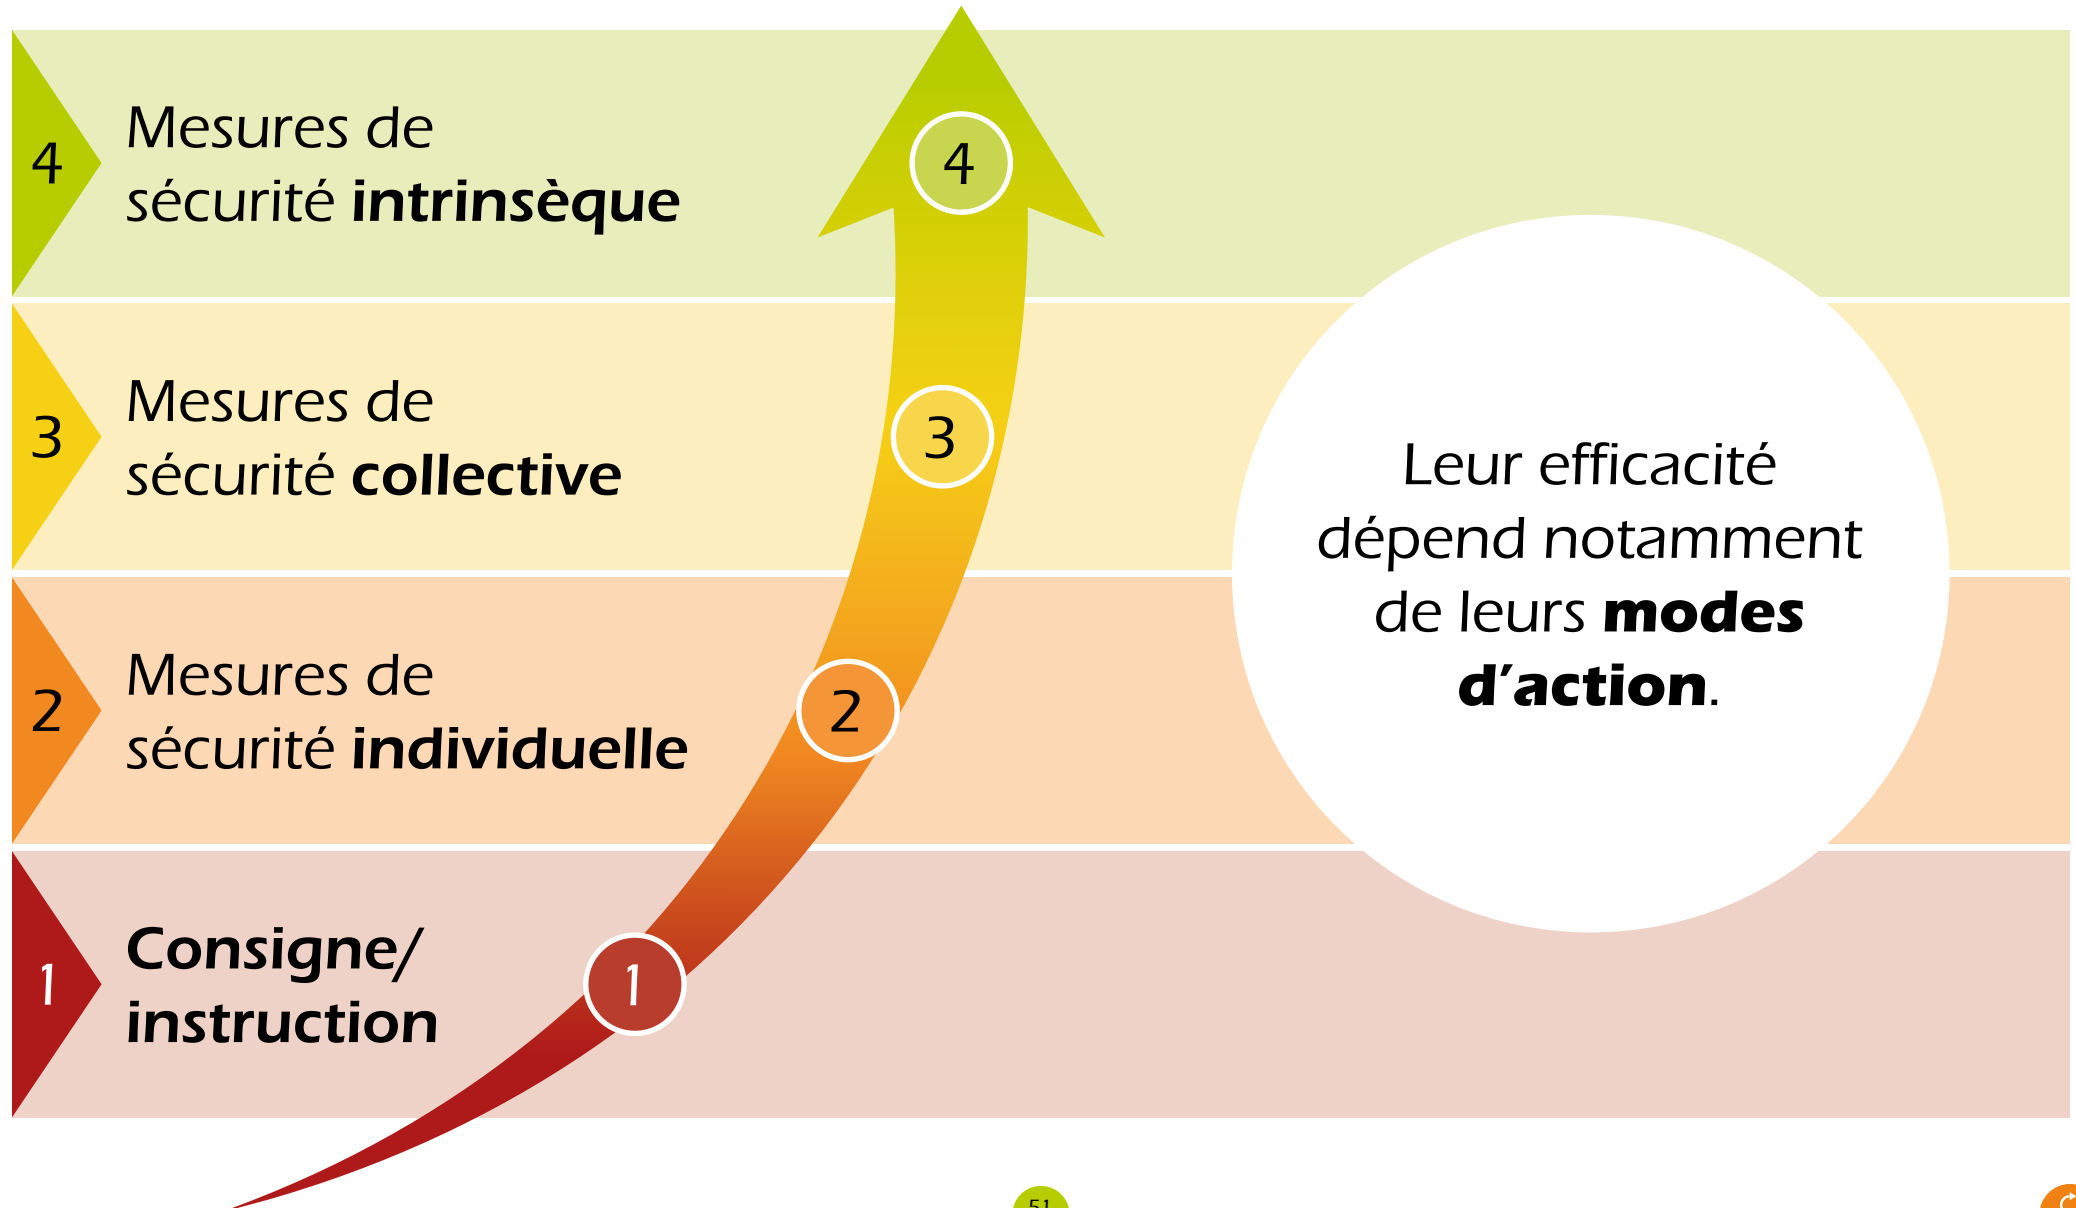 4
Mesures de
sécurité intrinsèque
4
3
Mesures de
sécurité collective
3
2
Mesures de
sécurité individuelle
2
1
Consigne/
instruction
1
Leur efficacité
dépend notamment
de leurs modes
d’action.
51